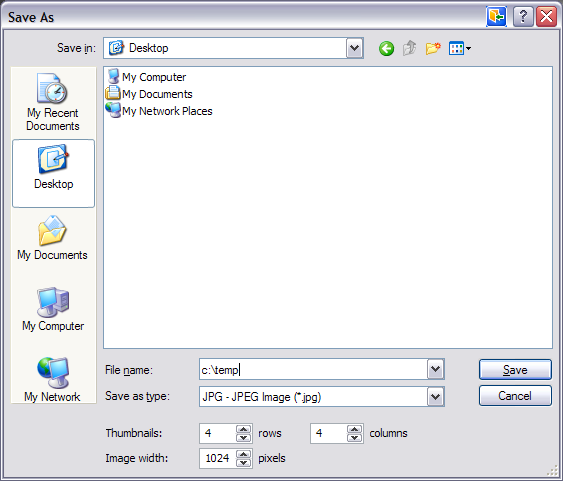 Save As
Save in:
Desktop
My Recent
Documents
Desktop
My Documents
My Computer
My Network
My Computer
My Documents
My Network Places
File name:
c:\temp
Save
Save as type:
JPG - JPEG Image (*.jpg)
Cancel
Thumbnails:
4
rows
4
columns
Image width:
1024
pixels